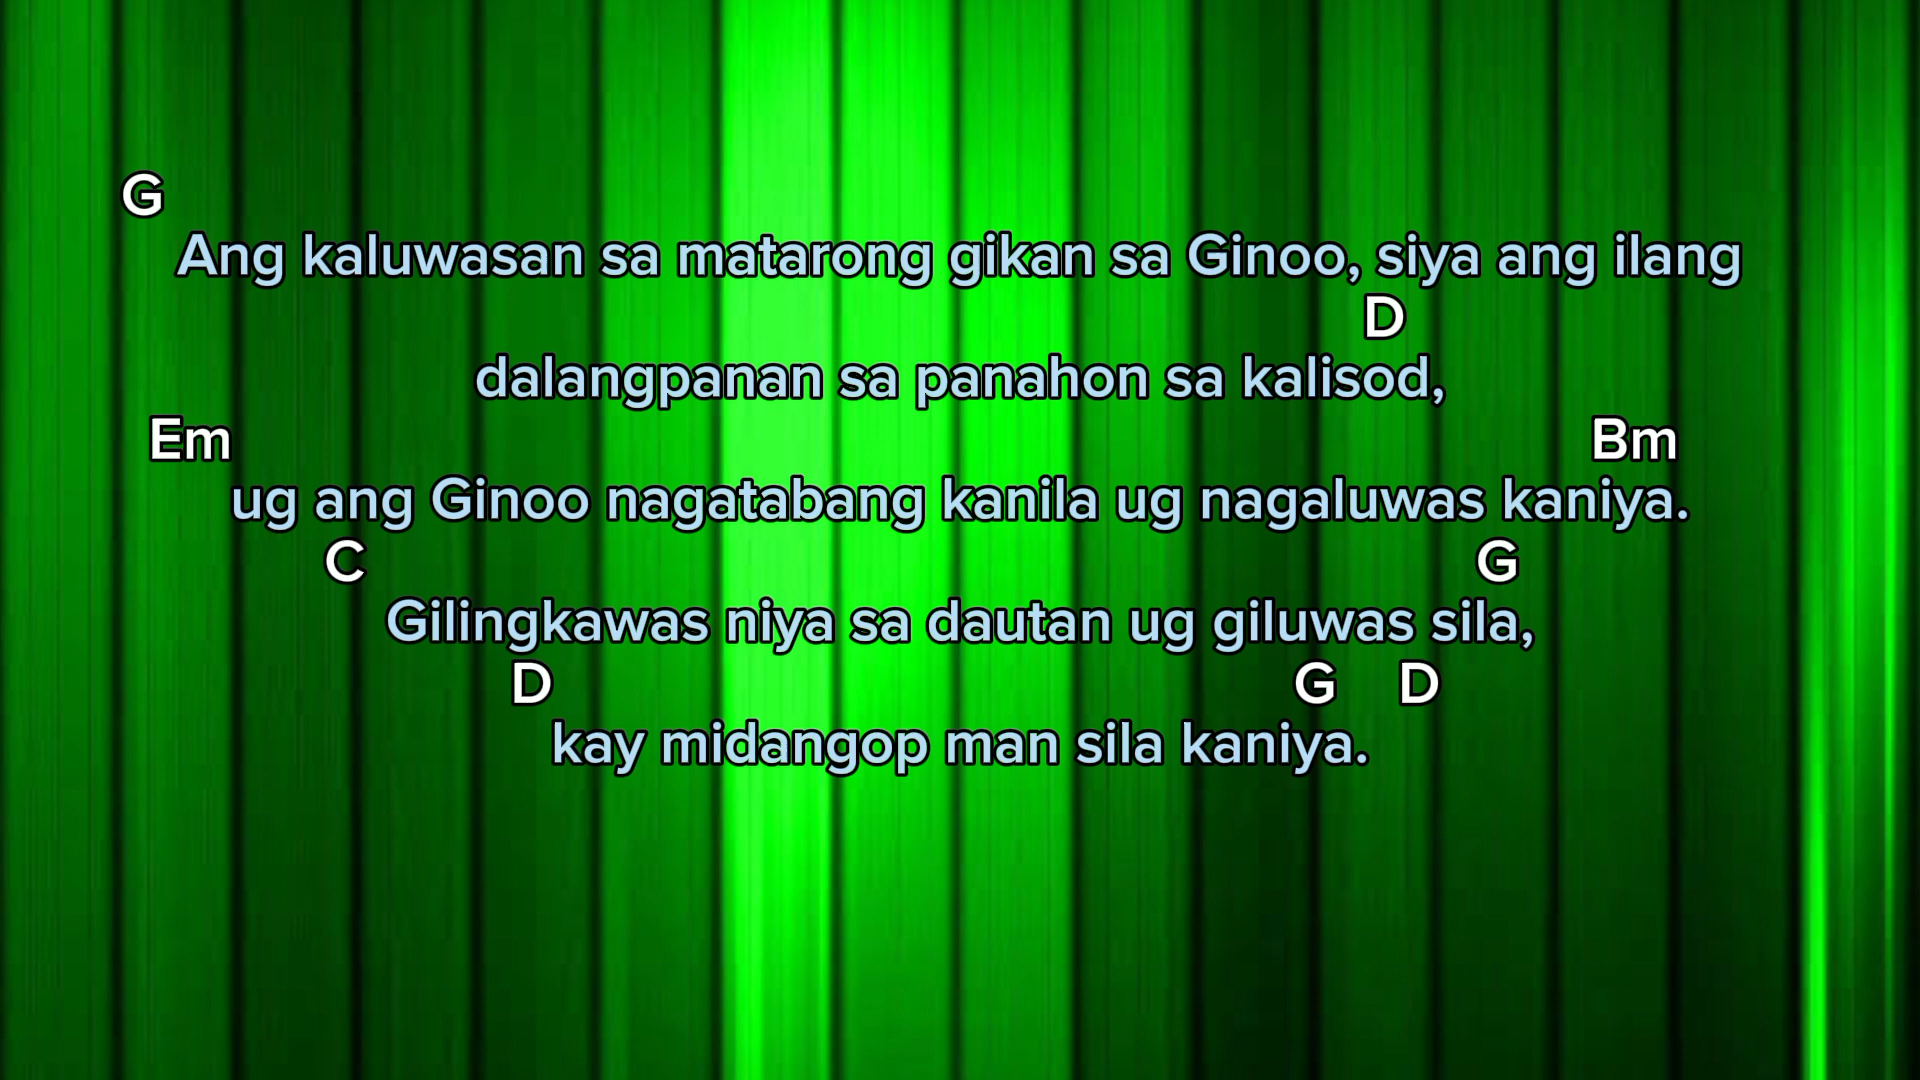 G
Ang kaluwasan sa matarong gikan sa Ginoo, siya ang ilang
D
dalangpanan sa panahon sa kalisod,
Em Bm
ug ang Ginoo nagatabang kanila ug nagaluwas kaniya.
C G
Gilingkawas niya sa dautan ug giluwas sila,
D G D
kay midangop man sila kaniya.